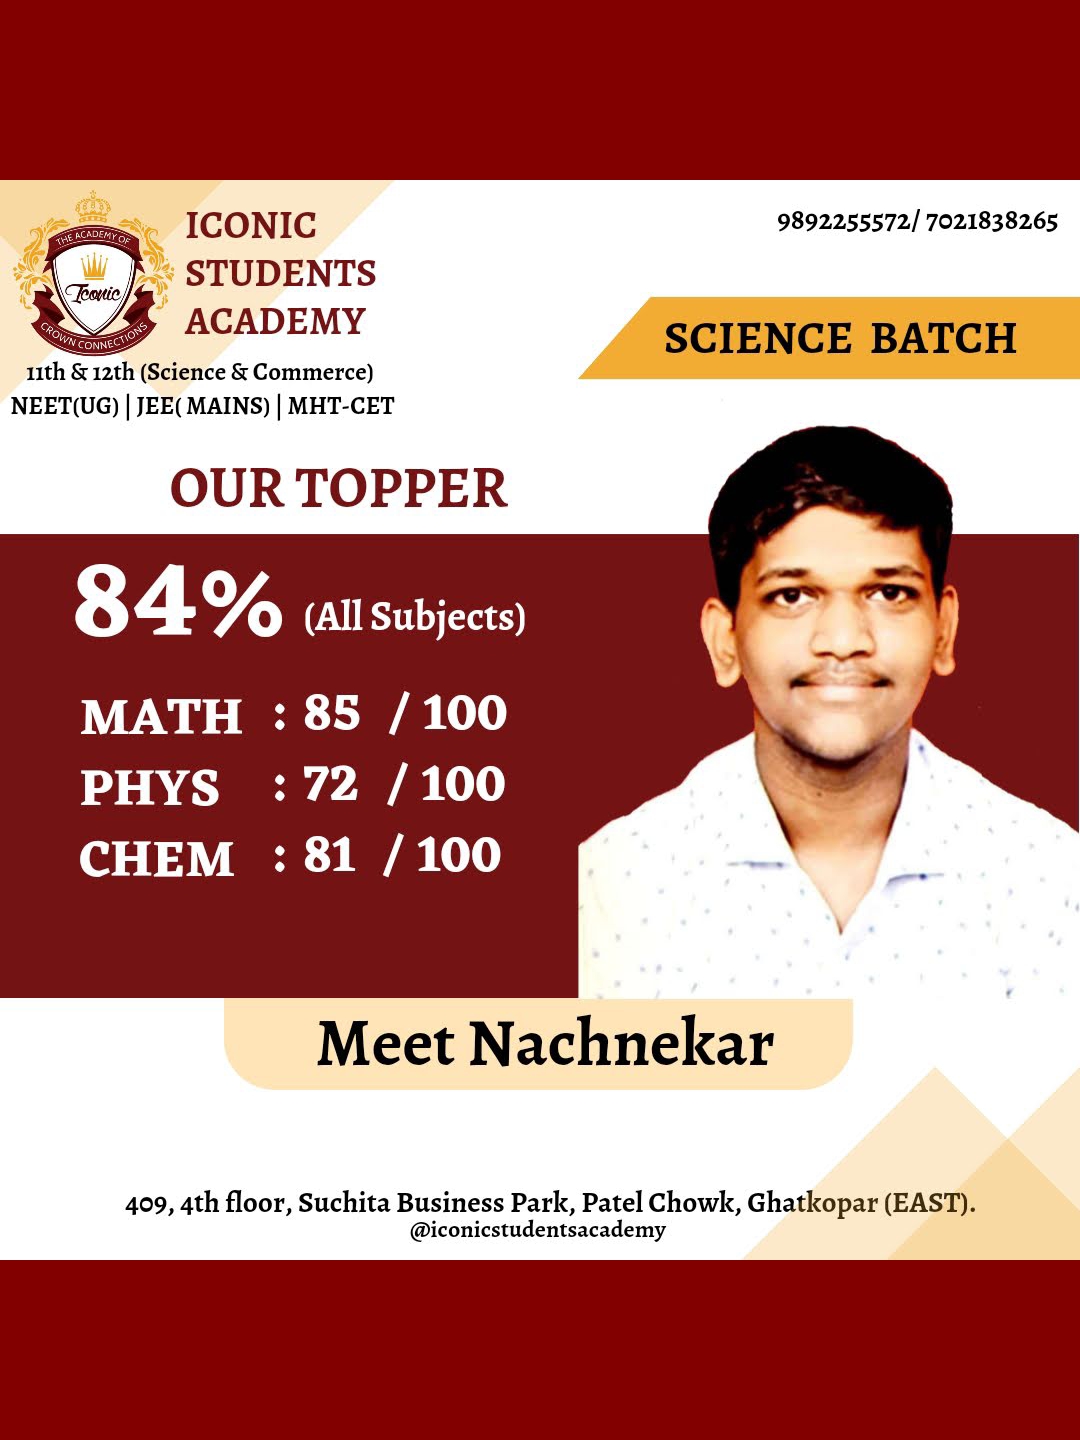 THE ACADEMY OF
Iconic
CROWN CONNECTIONS
ICONIC
STUDENTS
ACADEMY
11th & 12th (Science & Commerce)
NEET(UG) | JEE( MAINS) | MHT-CET
9892255572/ 7021838265
SCIENCE BATCH
OUR TOPPER
84% (All Subjects)
MATH : 85 / 100
PHYS : 72 / 100
CHEM : 81 / 100
Meet Nachnekar
409, 4th floor, Suchita Business Park, Patel Chowk, Ghatkopar (EAST).
@iconicstudentsacademy